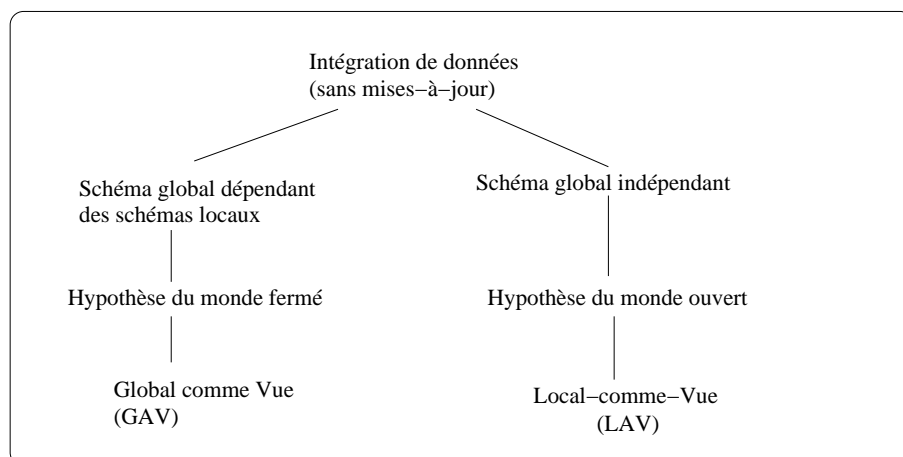 Intégration de données
(sans mises−à−jour)
Schéma global dépendant
des schémas locaux
Schéma global indépendant
Hypothèse du monde fermé
Hypothèse du monde ouvert
Global comme Vue
(GAV)
Local−comme−Vue
(LAV)